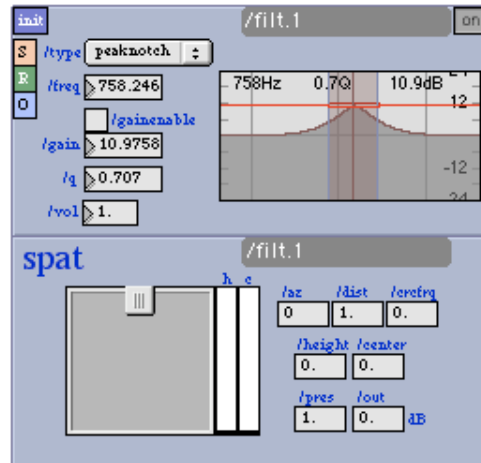 init /filt.1 on
S /type peaknotch
R /freq 758.246
O
/gainenable
/gain 10.9758
/q 0.707
/vol 1.
758Hz 0.7Q 10.9dB
12
-12
spat /filt.1
h c
/az /dist /crcfrq
0 1. 0.
/height /center
0. 0.
/pres /out
1. 0. dB